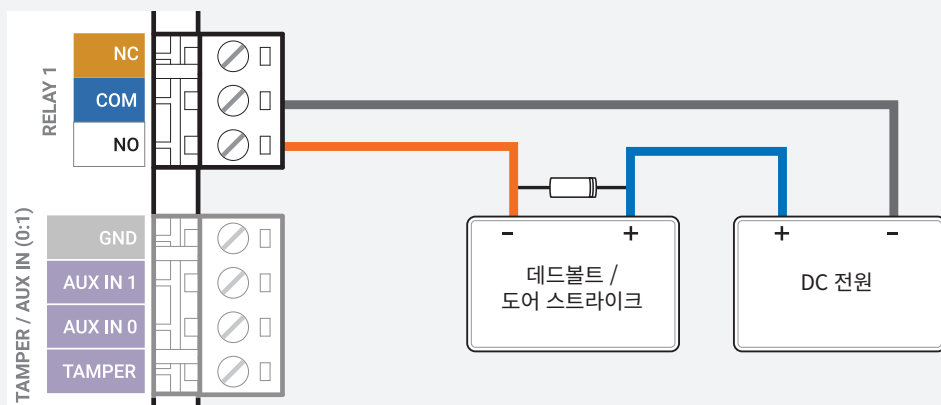 RELAY 1
NC
COM
NO
TAMPER / AUX IN (0:1)
GND
AUX IN 1
AUX IN 0
TAMPER
- +
데드볼트 /
도어 스트라이크
+ -
DC 전원